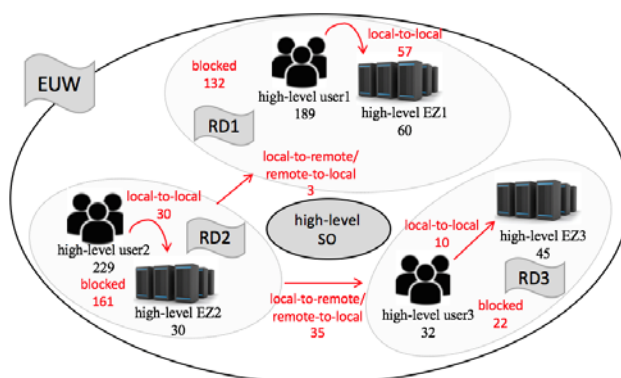 EUW
blocked
132
high-level user1
189
local-to-local
57
high-level EZ1
60
RD1
local-to-remote/
remote-to-local
3
local-to-local
30
high-level user2
229
blocked
161
high-level EZ2
30
RD2
high-level
SO
local-to-remote/
remote-to-local
35
local-to-local
10
high-level EZ3
45
RD3
high-level user3
32
blocked
22